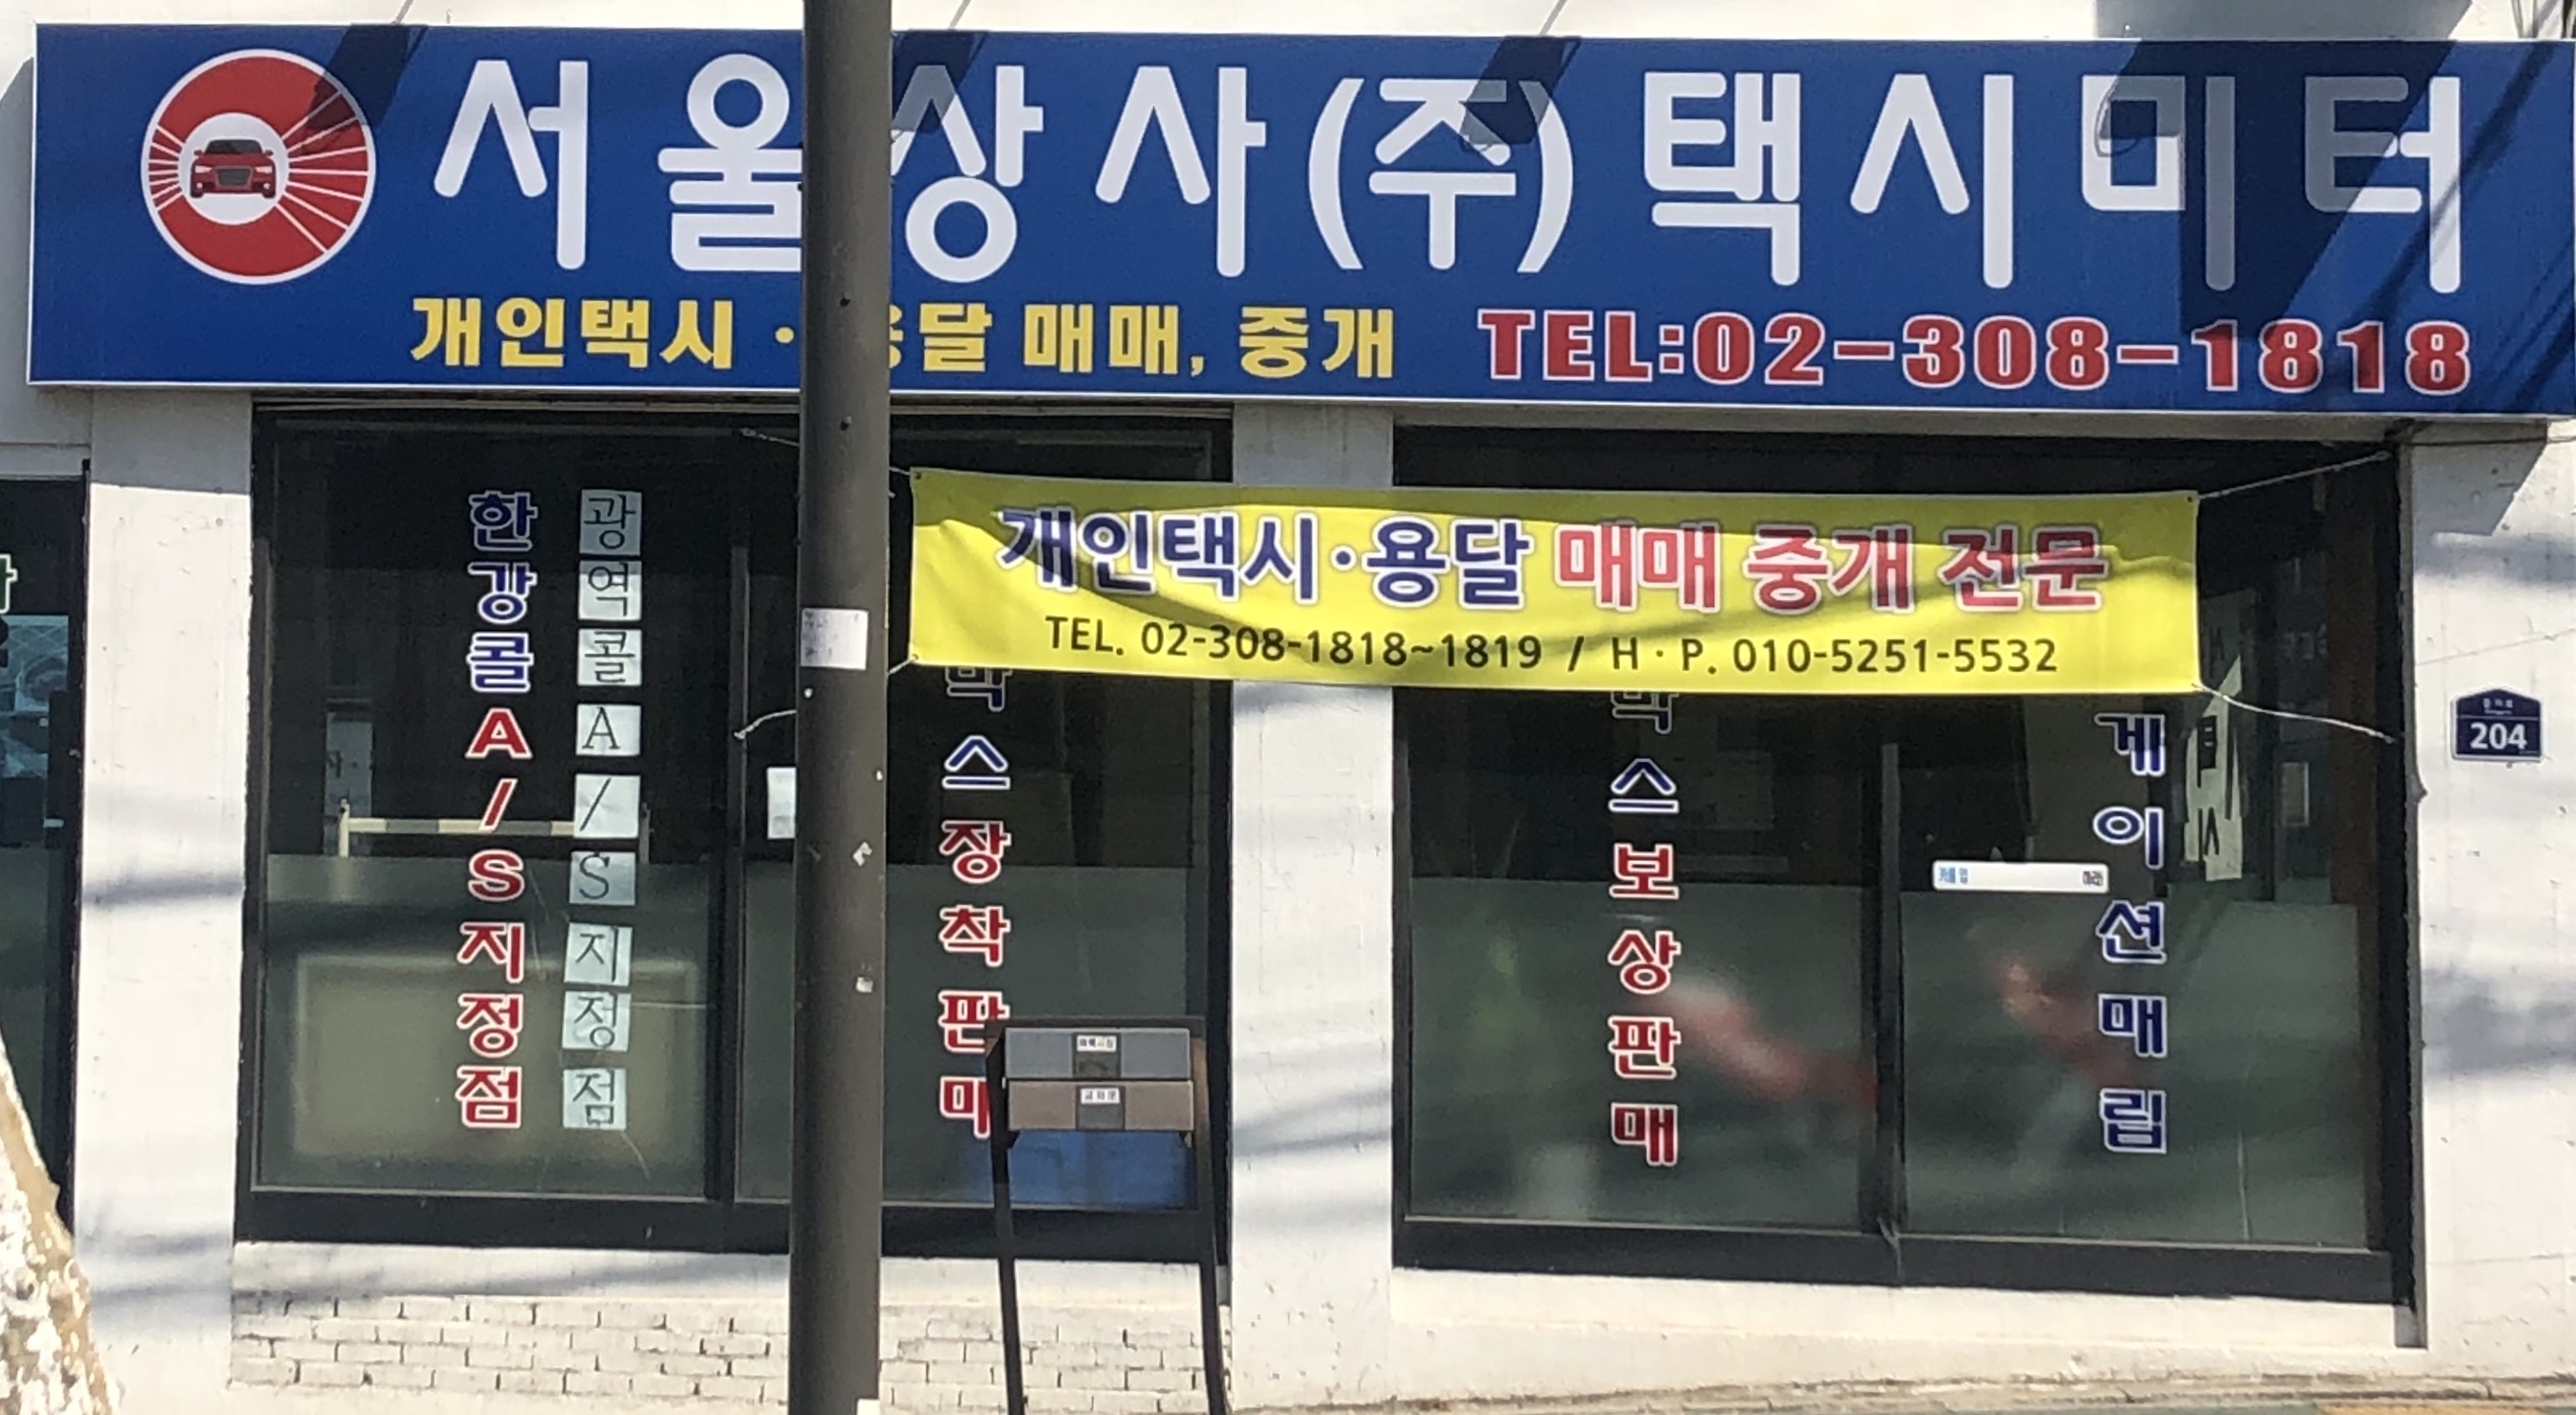 서울상사(주)택시미터
개인택시·용달 매매, 중개 TEL:02-308-1818
개인택시·용달 매매 중개 전문
TEL. 02-308-1818~1819 / H·P. 010-5251-5532
한강콜A/S지정점
광역콜A/S지정점
박스장착판매
박스보상판매
게이션매립
204